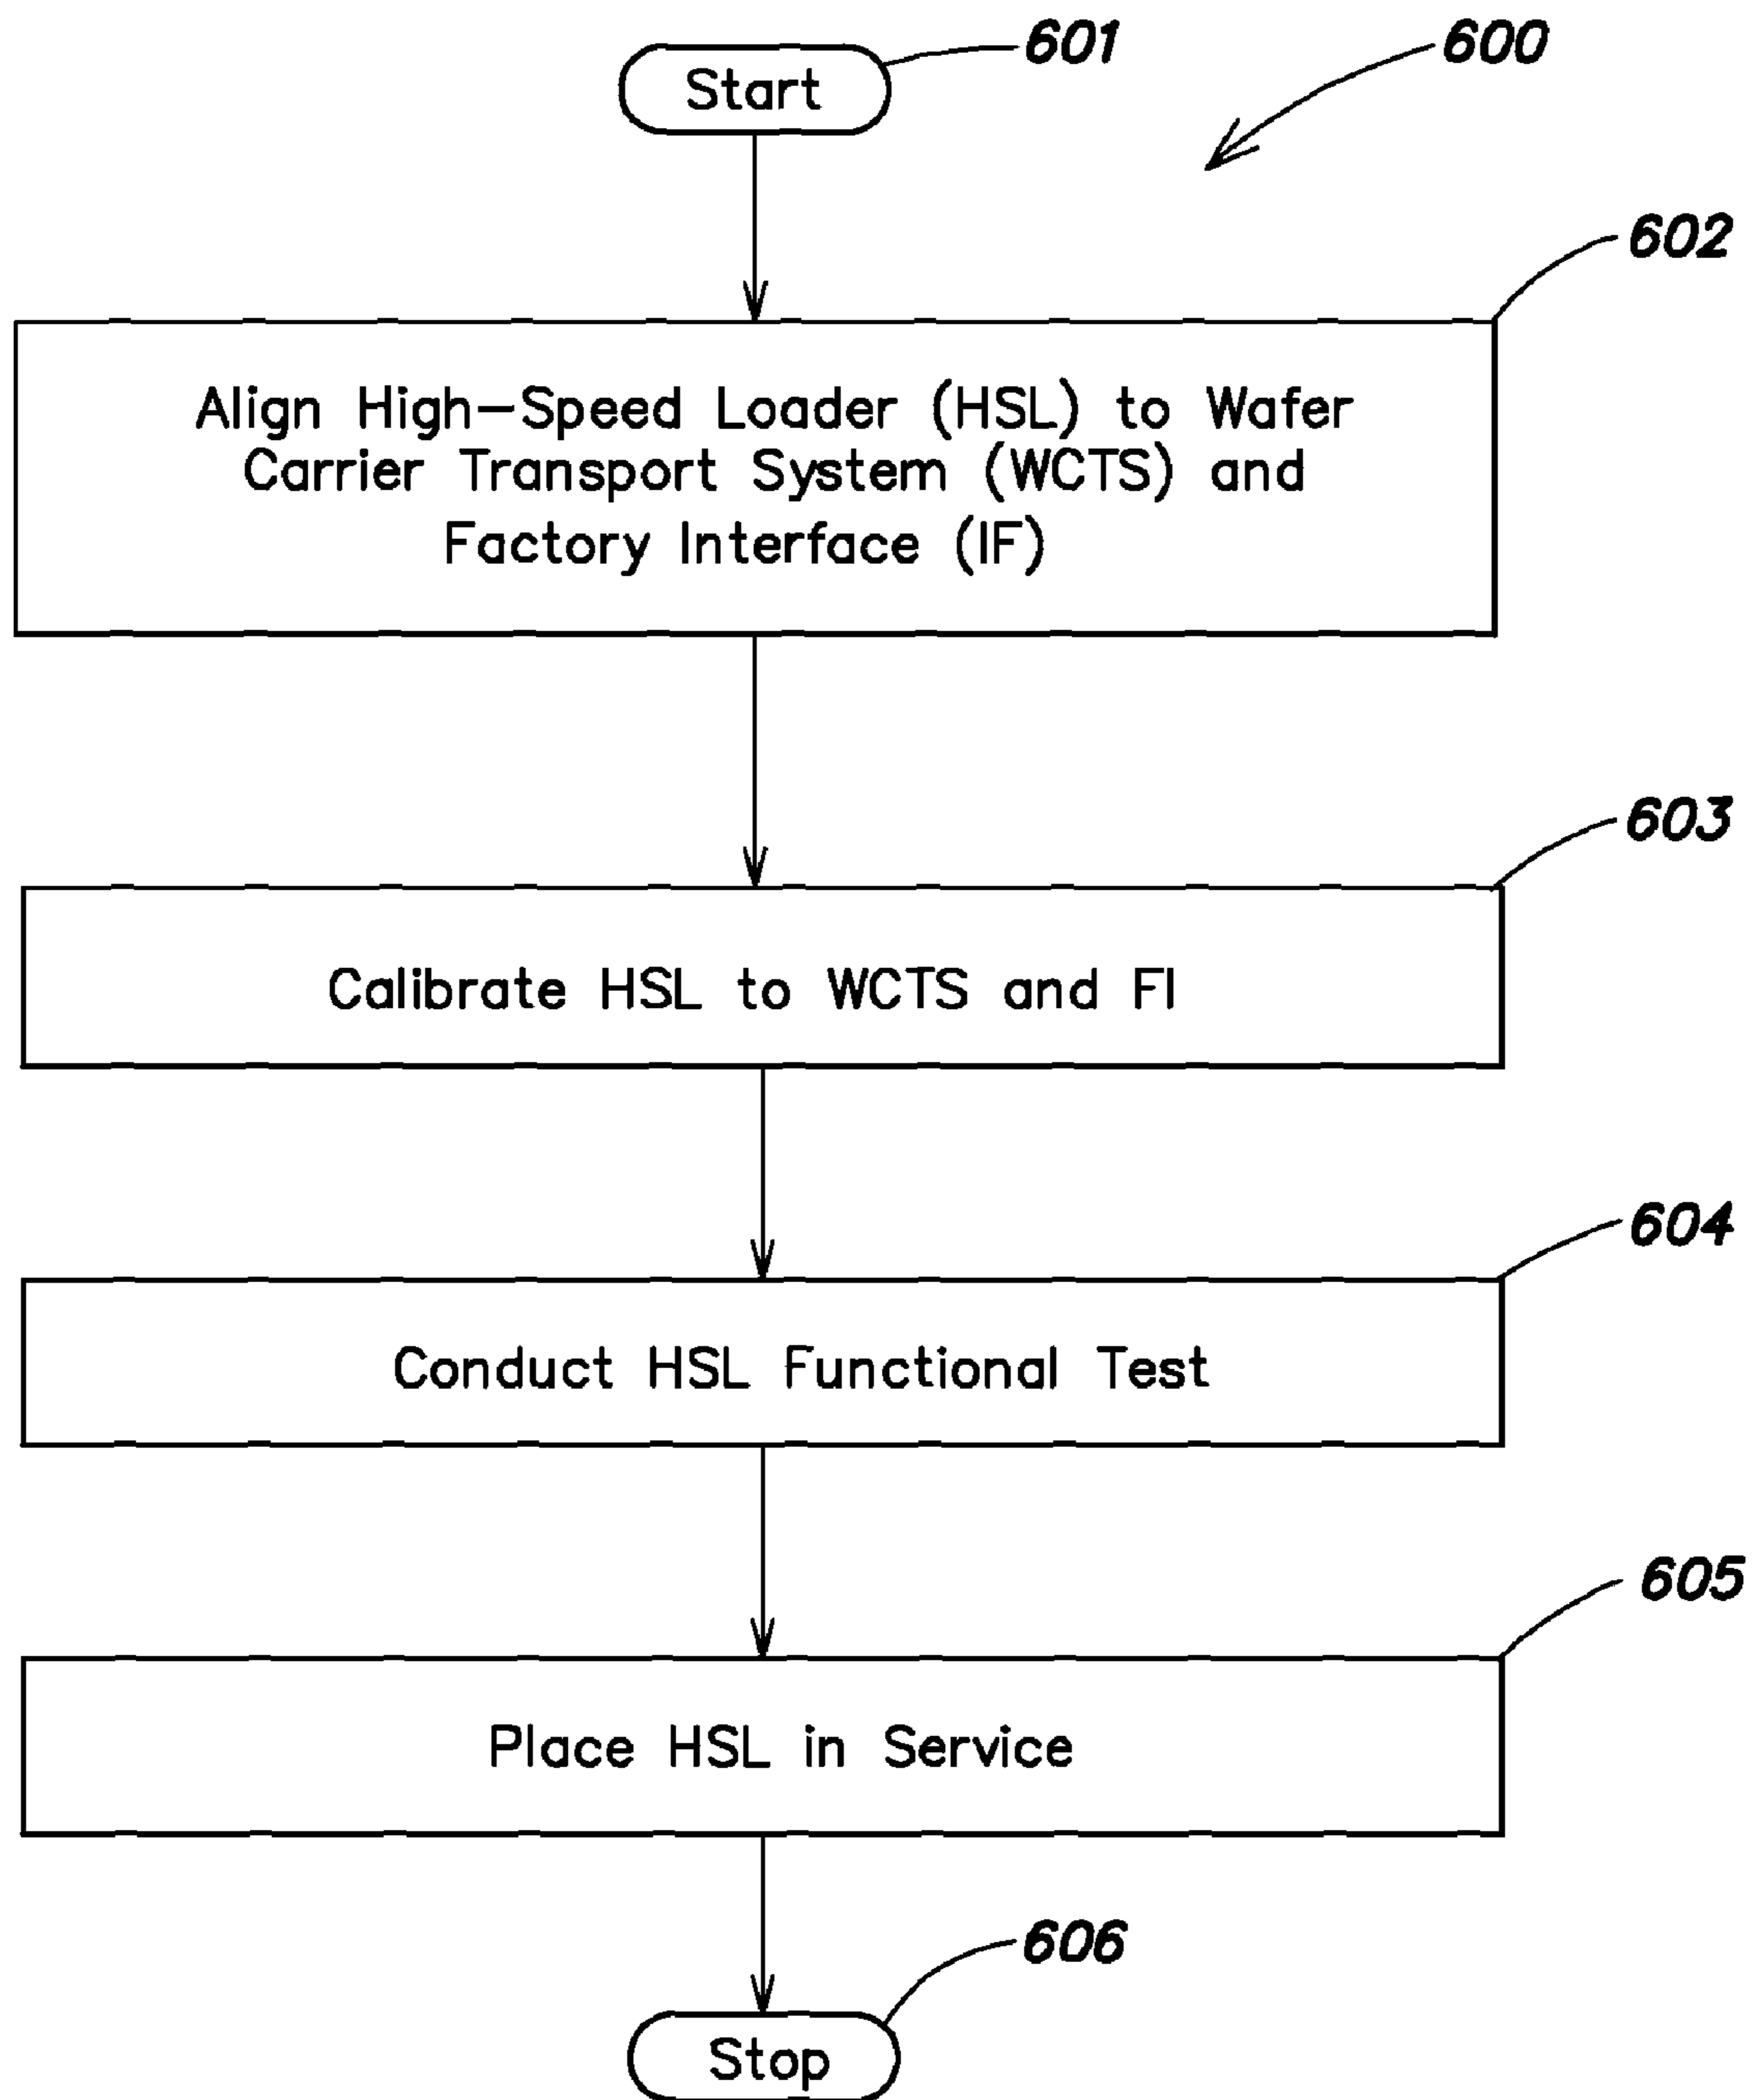 601
600
Start
602
Align High-Speed Loader (HSL) to Wafer
Carrier Transport System (WCTS) and
Factory Interface (IF)
603
Calibrate HSL to WCTS and FI
604
Conduct HSL Functional Test
605
Place HSL in Service
606
Stop